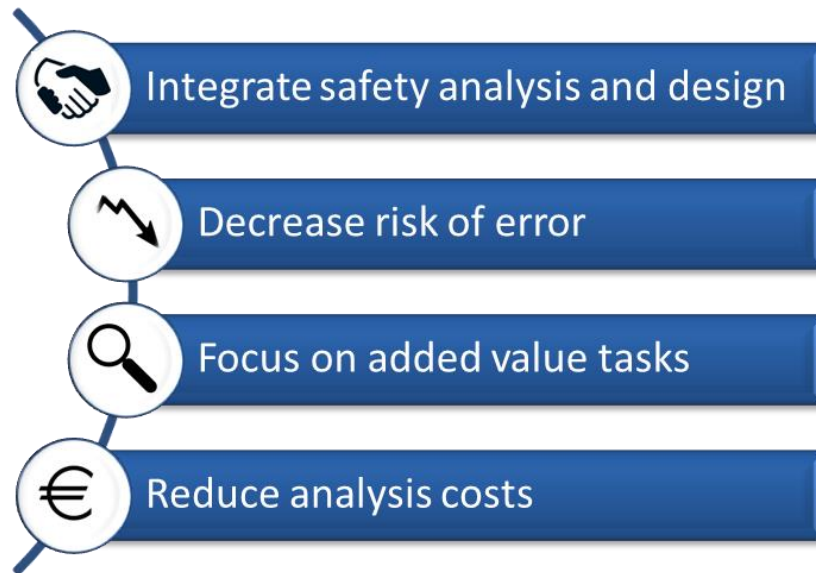 Integrate safety analysis and design
Decrease risk of error
Focus on added value tasks
€
Reduce analysis costs